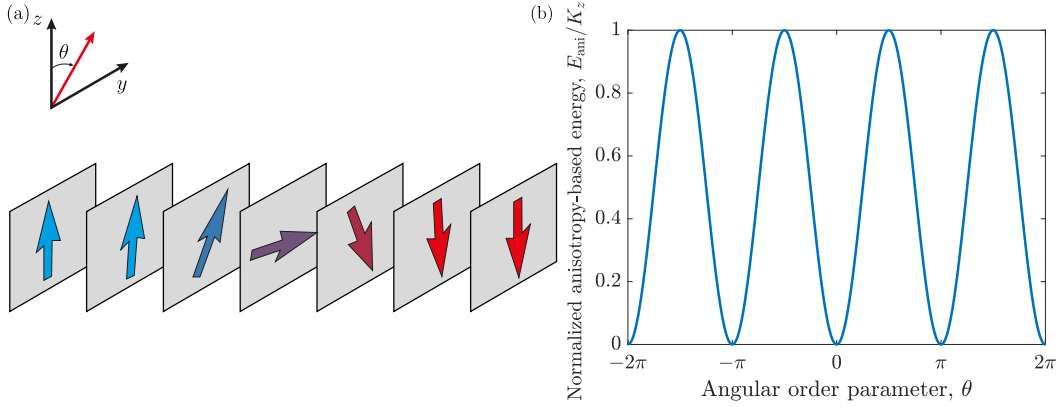 (a)
z
θ
y
(b)
Normalized anisotropy-based energy, E_ani/K_z
1
0.8
0.6
0.4
0.2
0
−2π
−π
0
π
2π
Angular order parameter, θ